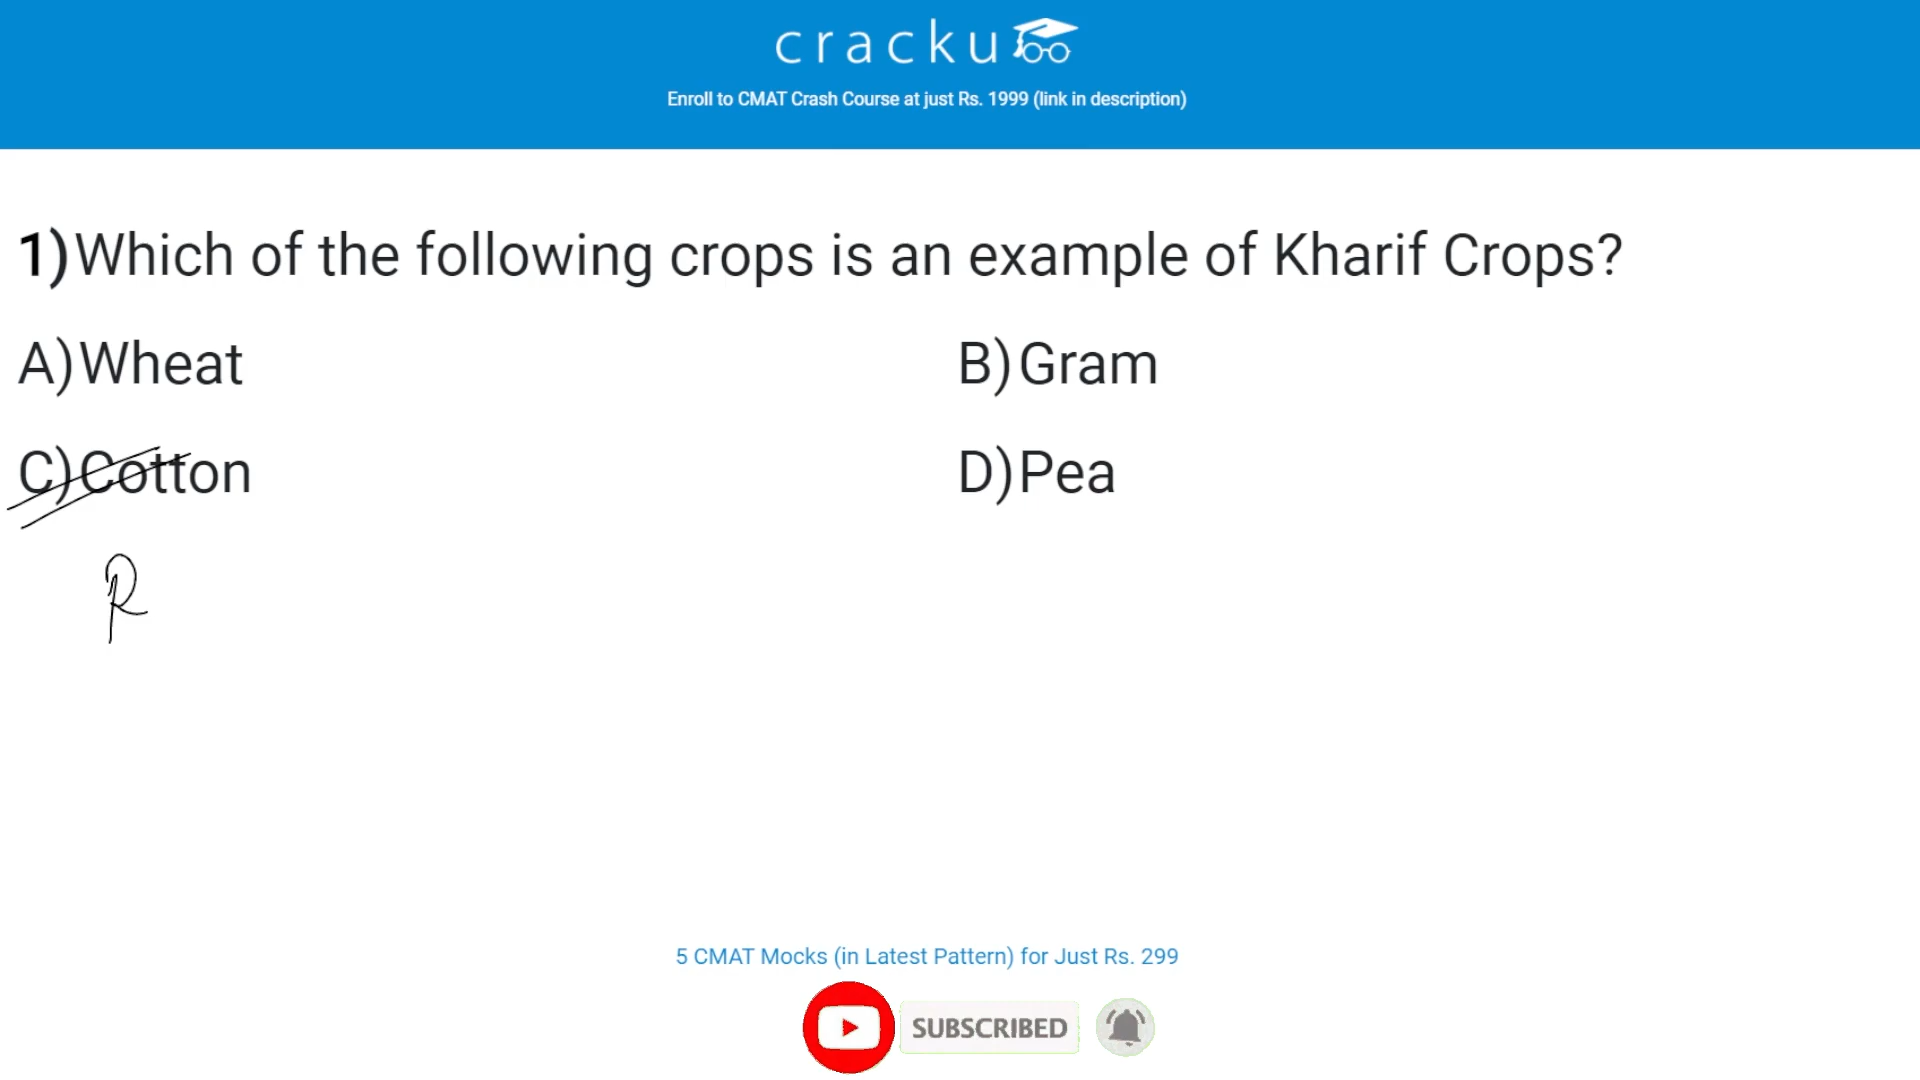 cracku
Enroll to CMAT Crash Course at just Rs. 1999 (link in description)
1)Which of the following crops is an example of Kharif Crops?
A)Wheat
B)Gram
C)Cotton
D)Pea
R
5 CMAT Mocks (in Latest Pattern) for Just Rs. 299
SUBSCRIBED